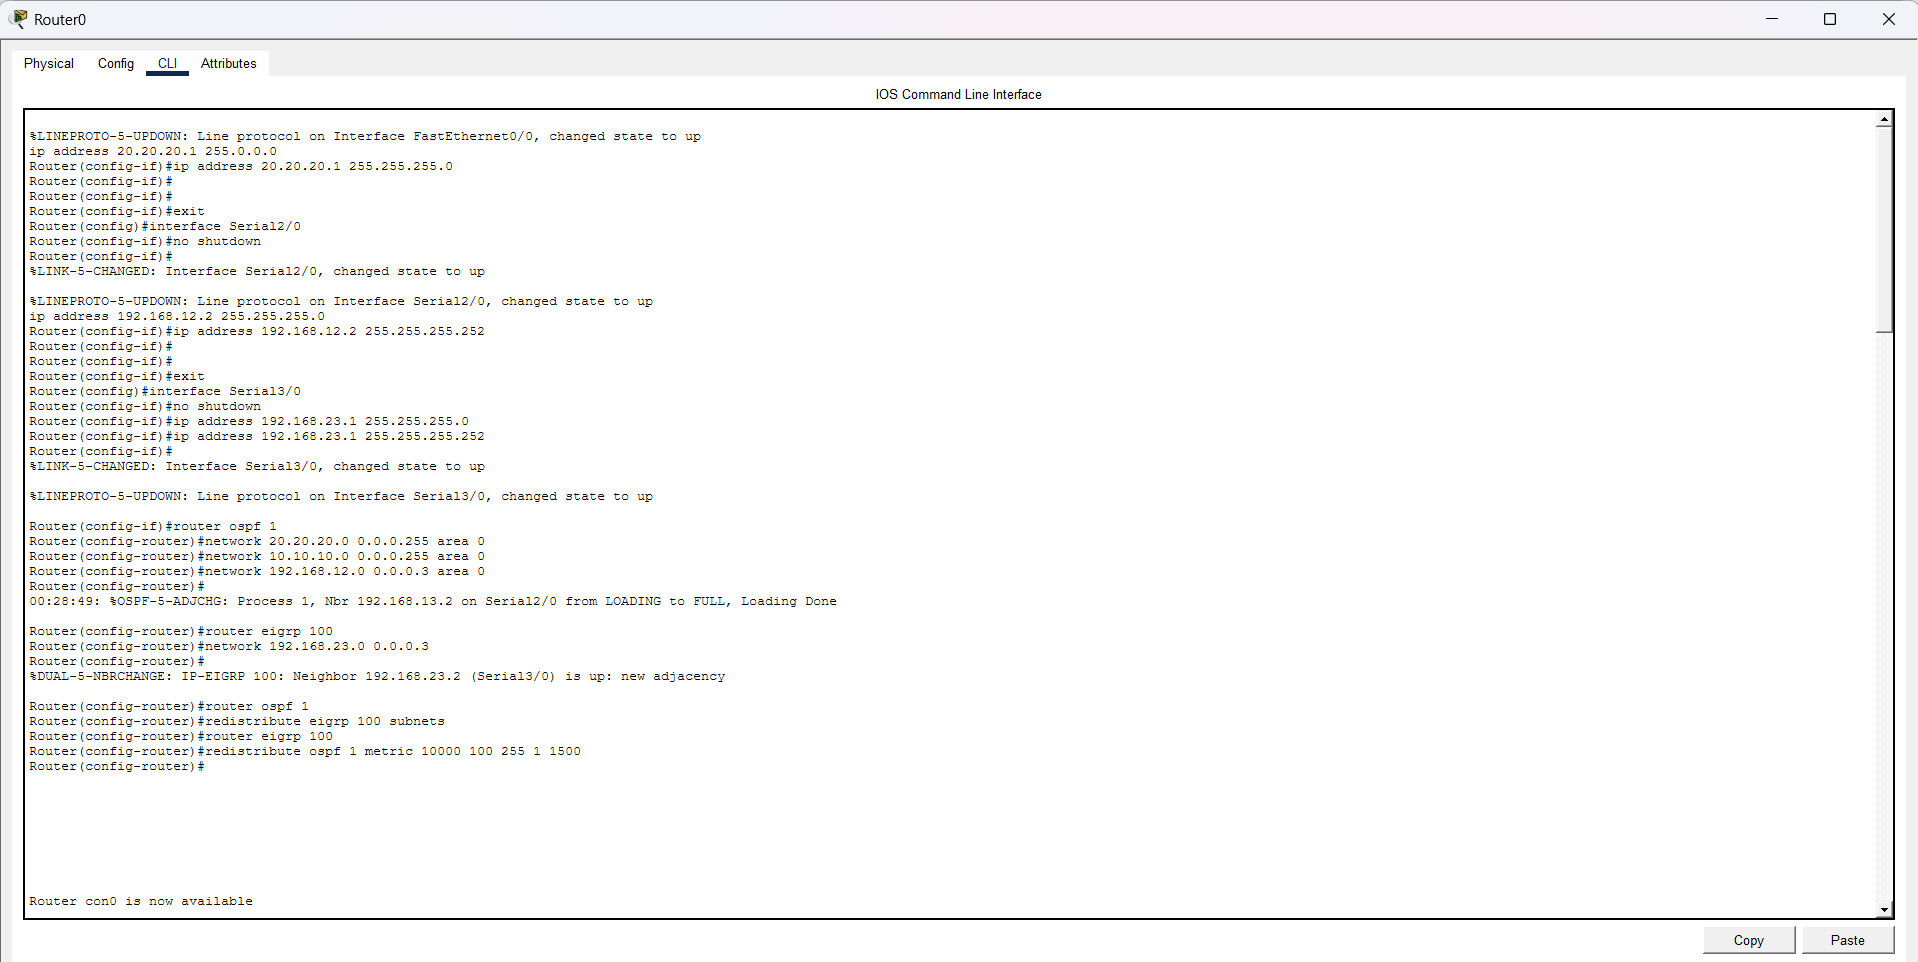 Router0
Physical Config CLI Attributes
IOS Command Line Interface
%LINEPROTO-5-UPDOWN: Line protocol on Interface FastEthernet0/0, changed state to up
ip address 20.20.20.1 255.0.0.0
Router(config-if)#ip address 20.20.20.1 255.255.255.0
Router(config-if)#
Router(config-if)#
Router(config-if)#exit
Router(config)#interface Serial2/0
Router(config-if)#no shutdown
Router(config-if)#
%LINK-5-CHANGED: Interface Serial2/0, changed state to up
%LINEPROTO-5-UPDOWN: Line protocol on Interface Serial2/0, changed state to up
ip address 192.168.12.2 255.255.255.0
Router(config-if)#ip address 192.168.12.2 255.255.255.252
Router(config-if)#
Router(config-if)#
Router(config-if)#exit
Router(config)#interface Serial3/0
Router(config-if)#no shutdown
Router(config-if)#ip address 192.168.23.1 255.255.255.0
Router(config-if)#ip address 192.168.23.1 255.255.255.252
Router(config-if)#
%LINK-5-CHANGED: Interface Serial3/0, changed state to up
%LINEPROTO-5-UPDOWN: Line protocol on Interface Serial3/0, changed state to up
Router(config-if)#router ospf 1
Router(config-router)#network 20.20.20.0 0.0.0.255 area 0
Router(config-router)#network 10.10.10.0 0.0.0.255 area 0
Router(config-router)#network 192.168.12.0 0.0.0.3 area 0
Router(config-router)#
00:28:49: %OSPF-5-ADJCHG: Process 1, Nbr 192.168.13.2 on Serial2/0 from LOADING to FULL, Loading Done
Router(config-router)#router eigrp 100
Router(config-router)#network 192.168.23.0 0.0.0.3
Router(config-router)#
%DUAL-5-NBRCHANGE: IP-EIGRP 100: Neighbor 192.168.23.2 (Serial3/0) is up: new adjacency
Router(config-router)#router ospf 1
Router(config-router)#redistribute eigrp 100 subnets
Router(config-router)#router eigrp 100
Router(config-router)#redistribute ospf 1 metric 10000 100 255 1 1500
Router(config-router)#
Router con0 is now available
Copy Paste